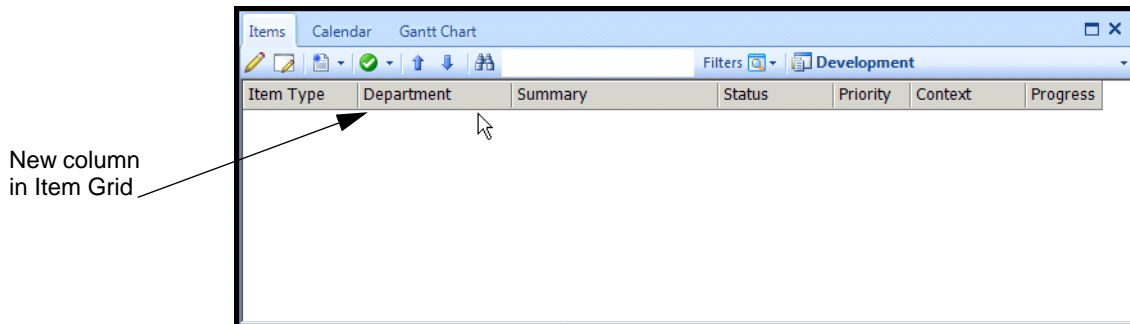 Items Calendar Gantt Chart
Filters Development
Item Type Department Summary Status Priority Context Progress
New column
in Item Grid